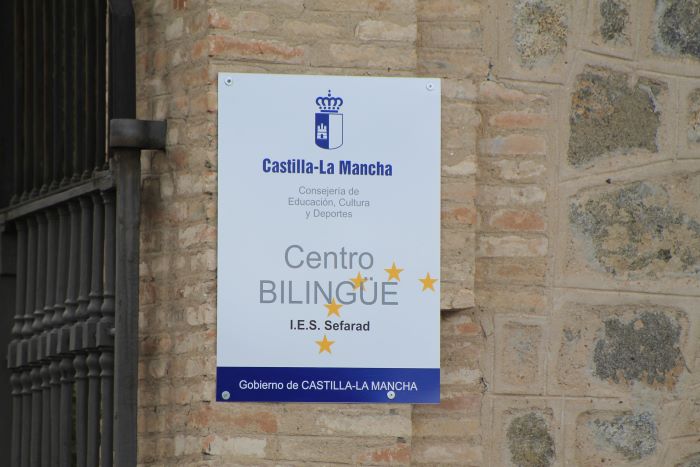 Castilla-La Mancha
Consejería de
Educación, Cultura
y Deportes
Centro
BILINGÜE
I.E.S. Sefarad
Gobierno de CASTILLA-LA MANCHA